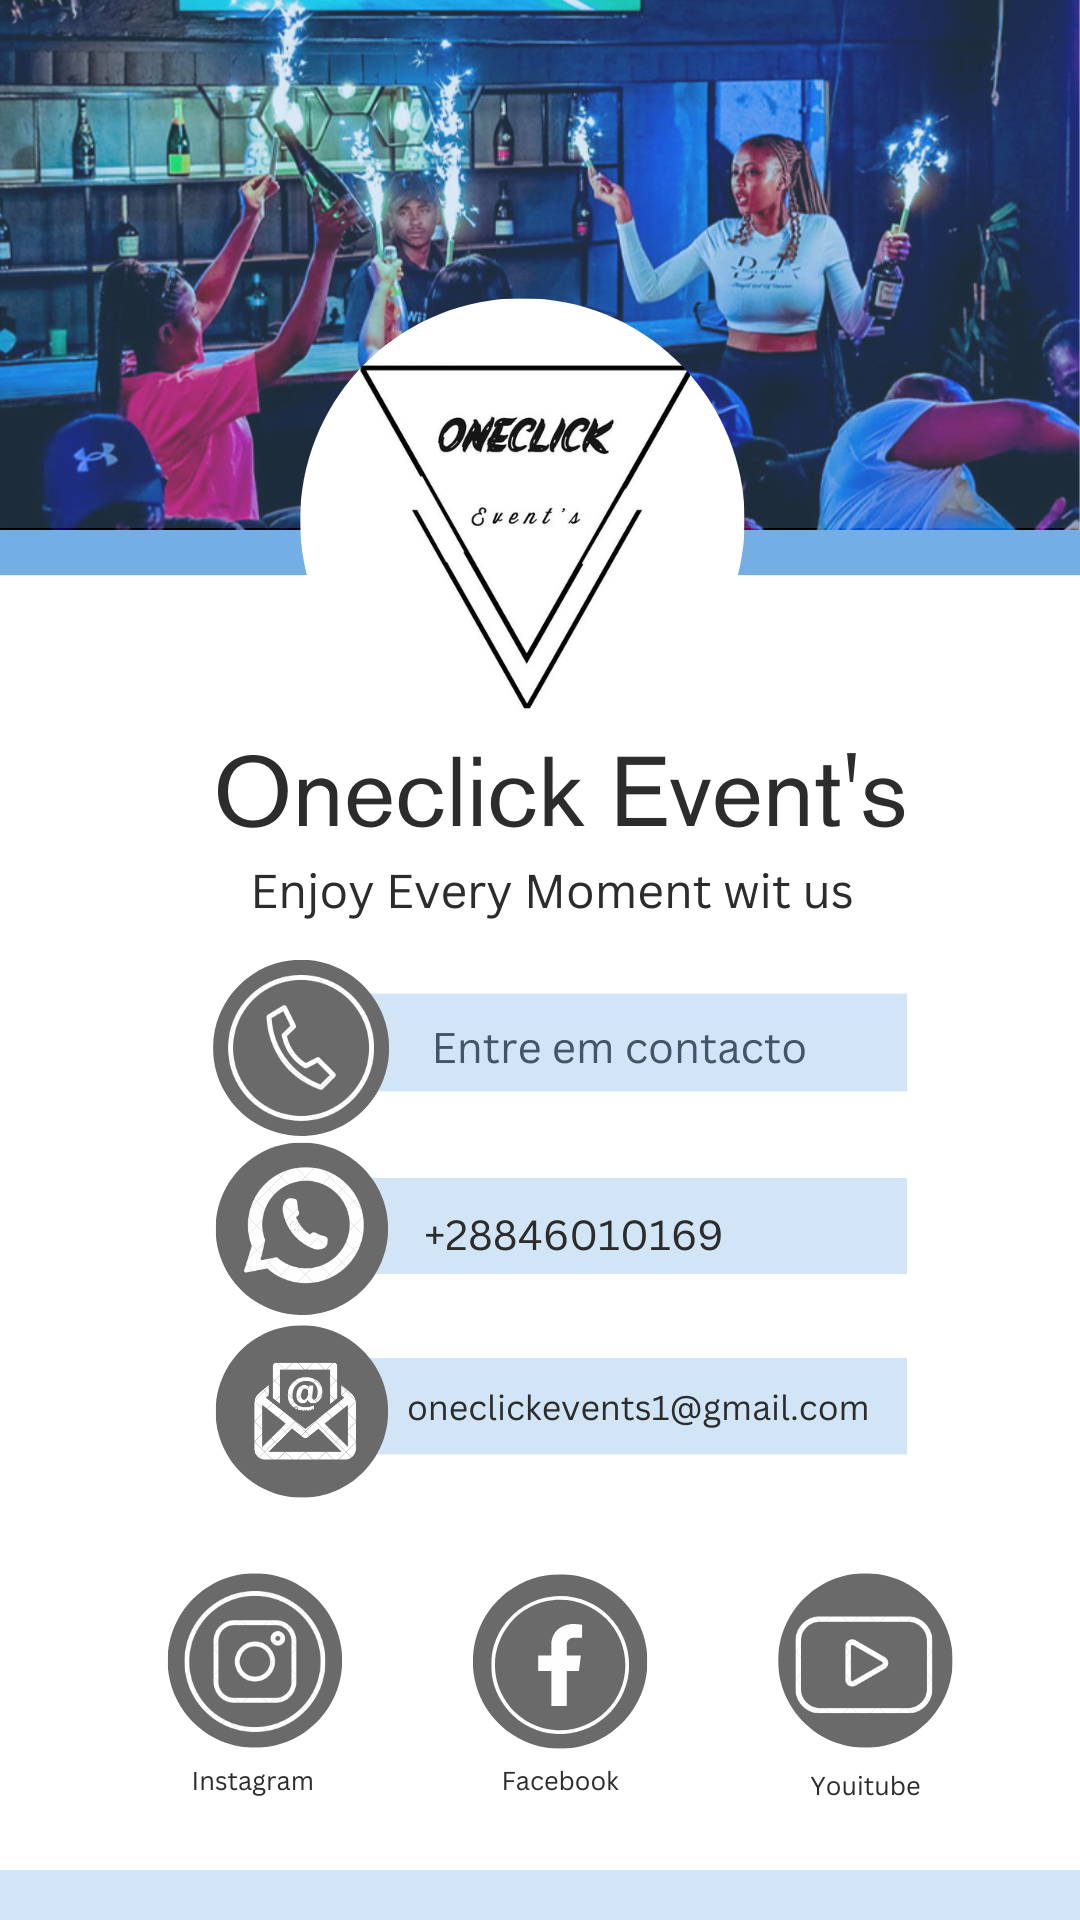 ONECLICK
Event's
Oneclick Event's
Enjoy Every Moment wit us
Entre em contacto
+28846010169
@
oneclickevents1@gmail.com
Instagram
Facebook
Youitube